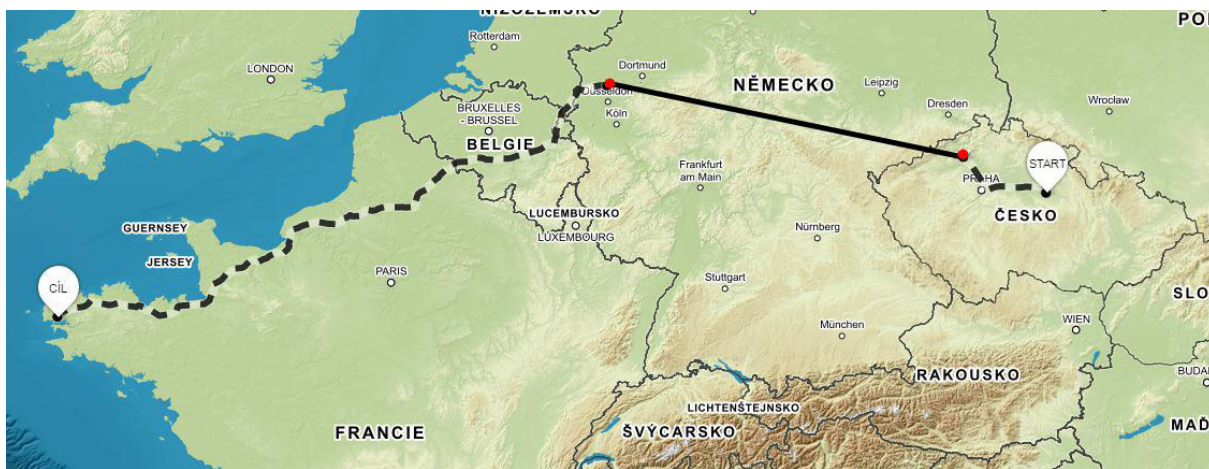 NIZOZEMSKO
Rotterdam
LONDON
Dortmund
NĚMECKO
Leipzig
POL
Düsseldorf
Köln
Dresden
Wrocław
BRUXELLES
- BRUSSEL
BELGIE
START
PRAHA
ČESKO
Frankfurt
am Main
LUCEMBURSKO
LUXEMBOURG
Nürnberg
GUERNSEY
JERSEY
PARIS
Stuttgart
CÍL
SLO
WIEN
München
BUDA
RAKOUSKO
LICHTENŠTEJNSKO
FRANCIE
ŠVÝCARSKO
MAĎ